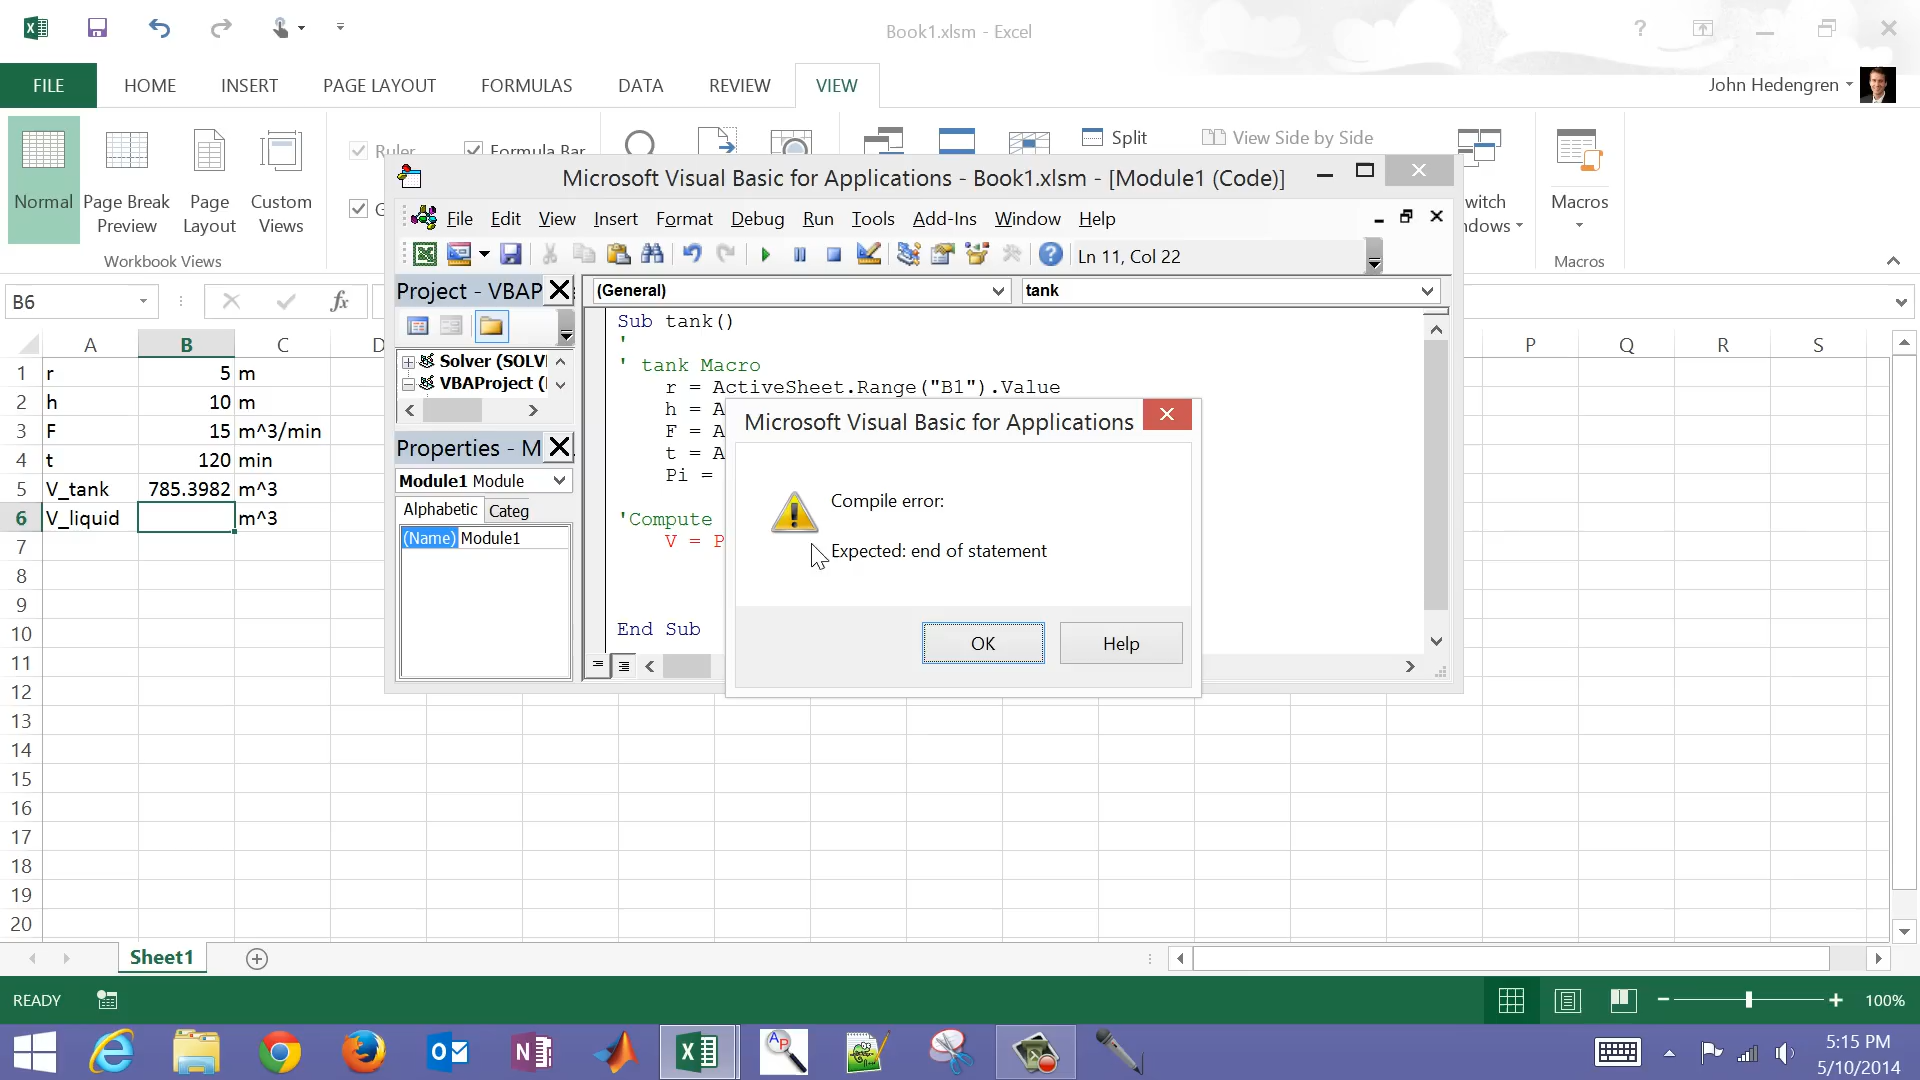 Book1.xlsm - Excel
?
FILE
HOME
INSERT
PAGE LAYOUT
FORMULAS
DATA
REVIEW
VIEW
John Hedengren
Normal
Page Break
Preview
Page
Layout
Custom
Views
Workbook Views
Ruler
Formula Bar
G
Split
View Side by Side
Macros
Macros
Microsoft Visual Basic for Applications - Book1.xlsm - [Module1 (Code)]
File Edit View Insert Format Debug Run Tools Add-Ins Window Help
Ln 11, Col 22
Project - VBAP
(General)
tank
Solver (SOLV
VBAProject (
Properties - M
Module1 Module
Alphabetic
Categ
(Name) Module1
Sub tank()
'
' tank Macro
r = ActiveSheet.Range("B1").Value
h = A
F = A
t = A
Pi =
'Compute
V = P
End Sub
Microsoft Visual Basic for Applications
Compile error:
Expected: end of statement
OK
Help
B6
fx
A B C D P Q R S
1 r 5 m
2 h 10 m
3 F 15 m^3/min
4 t 120 min
5 V_tank 785.3982 m^3
6 V_liquid m^3
7
8
9
10
11
12
13
14
15
16
17
18
19
20
Sheet1
READY
100%
5:15 PM
5/10/2014